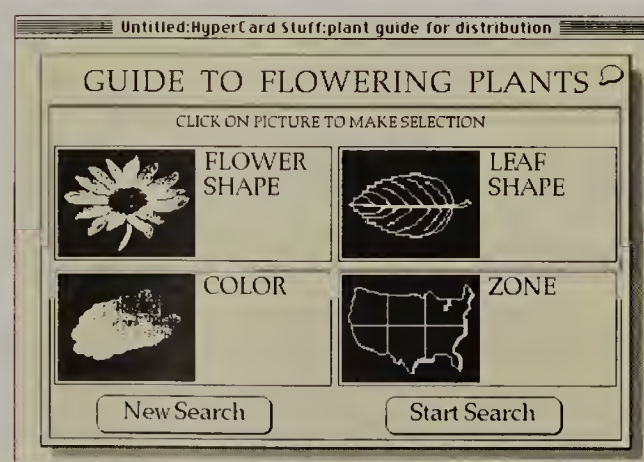 Untitled:HyperCard Stuff:plant guide for distribution
GUIDE TO FLOWERING PLANTS
CLICK ON PICTURE TO MAKE SELECTION
FLOWER
SHAPE
LEAF
SHAPE
COLOR
ZONE
New Search
Start Search